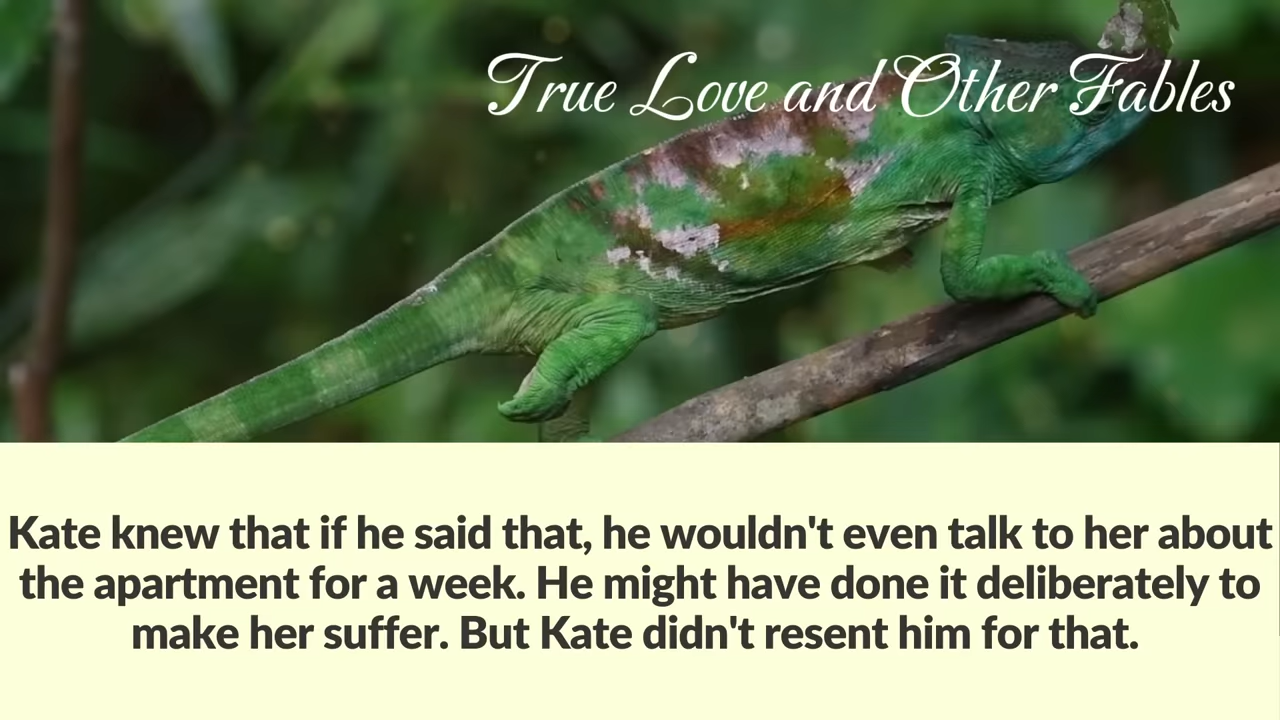 True Love and Other Fables
Kate knew that if he said that, he wouldn't even talk to her about
the apartment for a week. He might have done it deliberately to
make her suffer. But Kate didn't resent him for that.